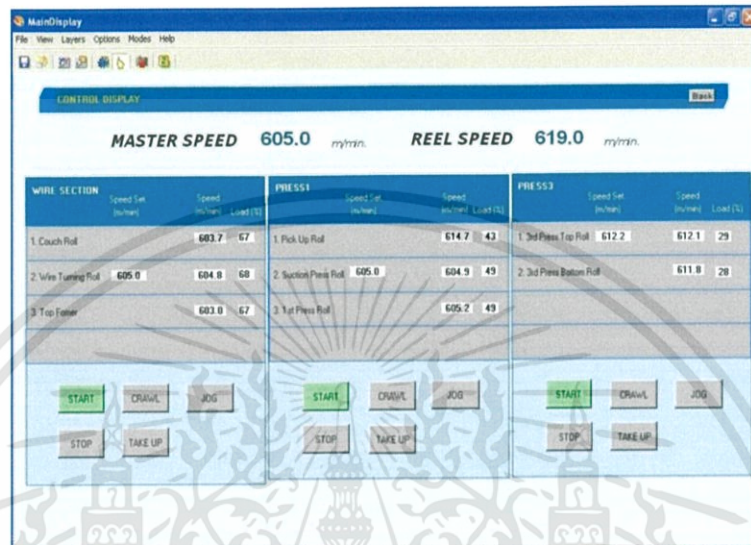 MainDisplay
File View Layers Options Modes Help
CONTROL DISPLAY Back
MASTER SPEED 605.0 m/min. REEL SPEED 619.0 m/min.
WIRE SECTION
Speed Set. (m/min) Speed (m/min) Load (%)
1. Couch Roll 603.7 67
2. Wire Turning Roll 605.0 604.8 68
3. Top Former 603.0 67
START CRAWL JOG
STOP TAKE UP
PRESS1
Speed Set. (m/min) Speed (m/min) Load (%)
1. Pick Up Roll 614.7 43
2. Suction Press Roll 605.0 604.9 49
3. 1 st Press Roll 605.2 49
START CRAWL JOG
STOP TAKE UP
PRESS3
Speed Set. (m/min) Speed (m/min) Load (%)
1. 3rd Press Top Roll 612.2 612.1 29
2. 3rd Press Bottom Roll 611.8 28
START CRAWL JOG
STOP TAKE UP